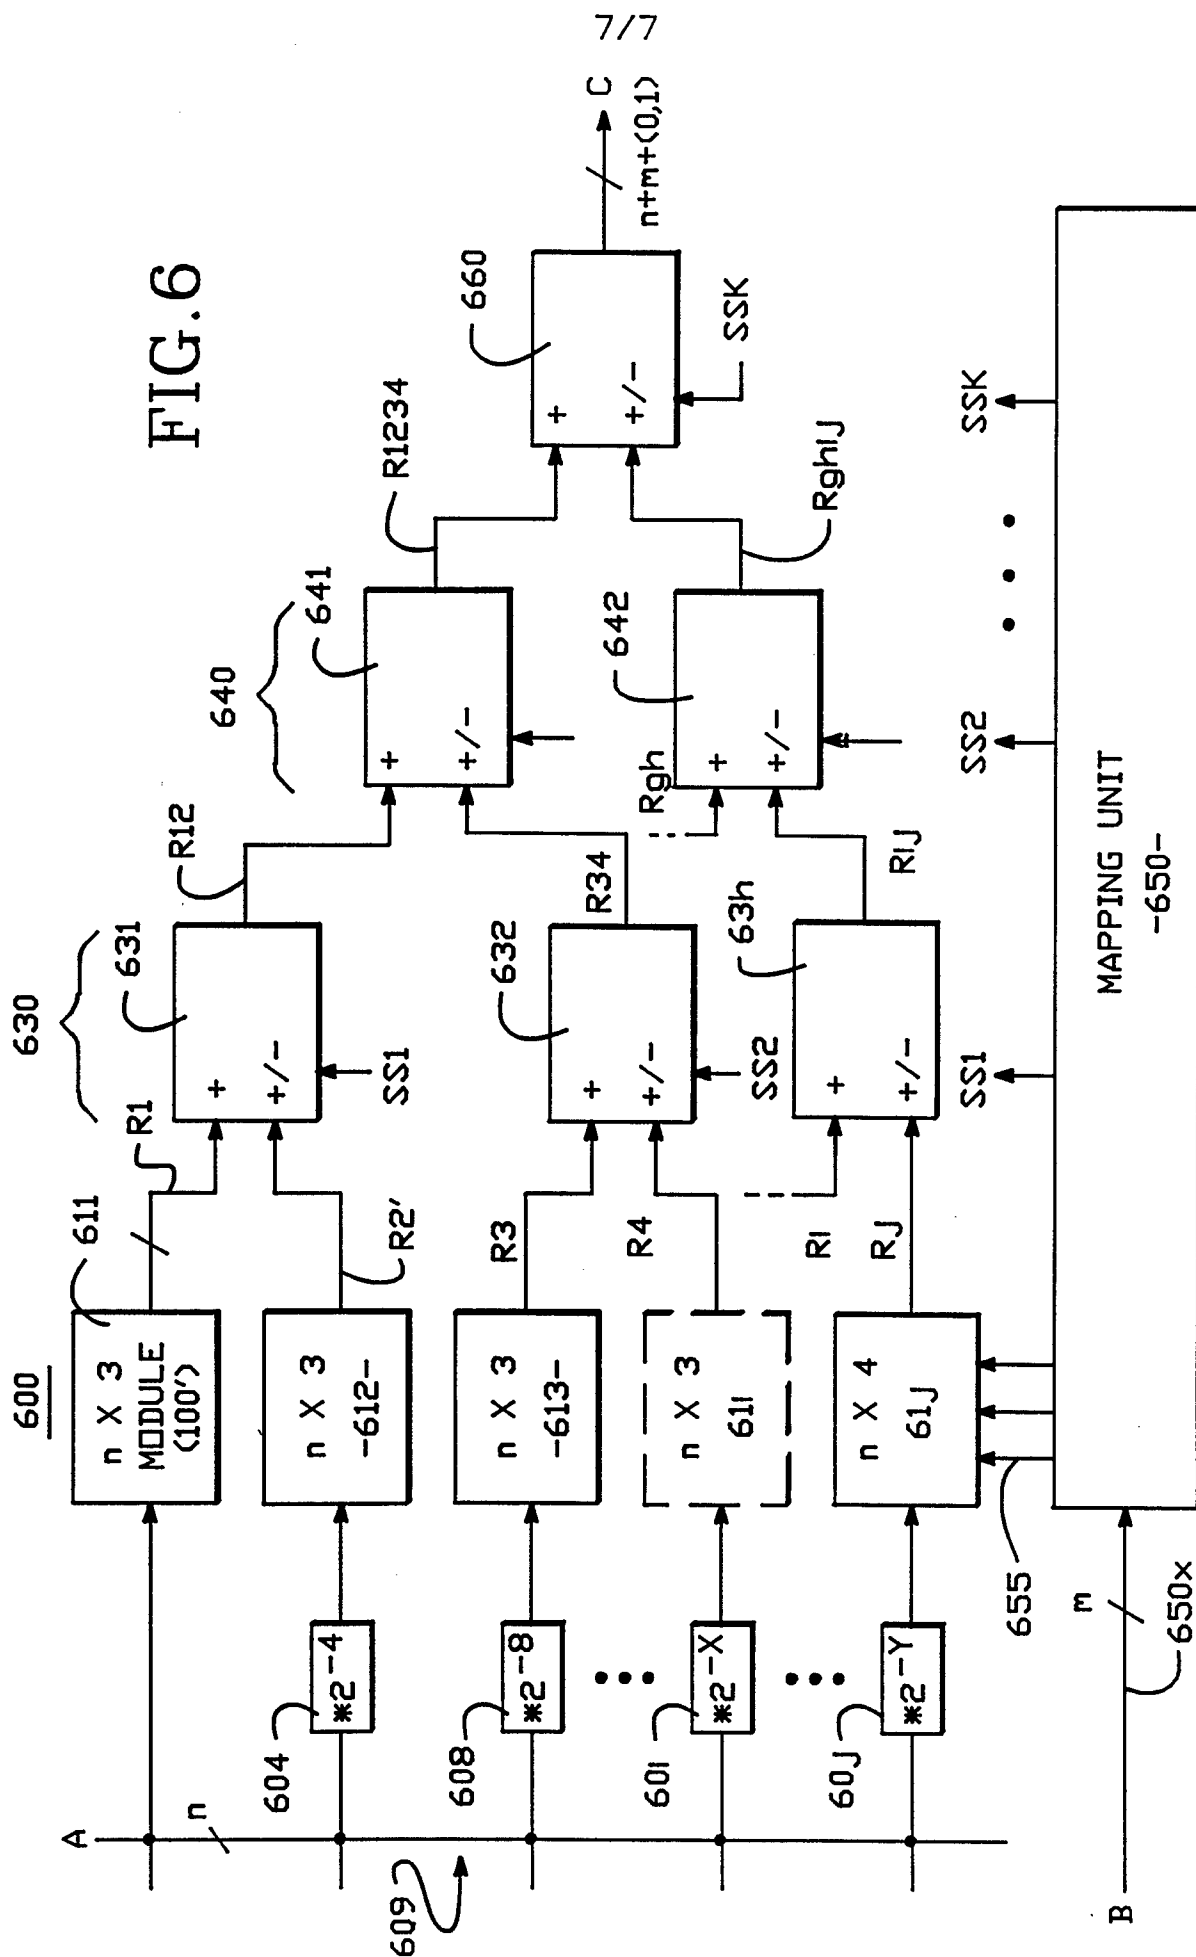 7/7
FIG.6
600
611
n X 3
MODULE
(100')
R1
630
631
+
+/-
SS1
R12
640
641
+
+/-
R1234
660
+
+/-
SSK
C
n+m+(0,1)
A
n
609
604
*2⁻⁴
n X 3
-612-
R2'
608
*2⁻⁸
n X 3
-613-
R3
632
+
+/-
SS2
R34
60i
*2⁻ˣ
n X 3
61i
R4
Rgh
642
+
+/-
Rghij
60j
*2⁻ʸ
n X 4
61j
Ri
Rj
63h
+
+/-
Rij
655
SS1
SS2
SSK
B
m
650x
MAPPING UNIT
-650-